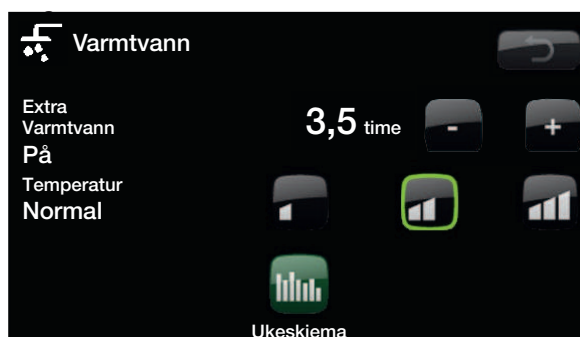 Varmtvann
Extra
Varmtvann
3,5 time
- +
På
Temperatur
Normal
Ukeskjema